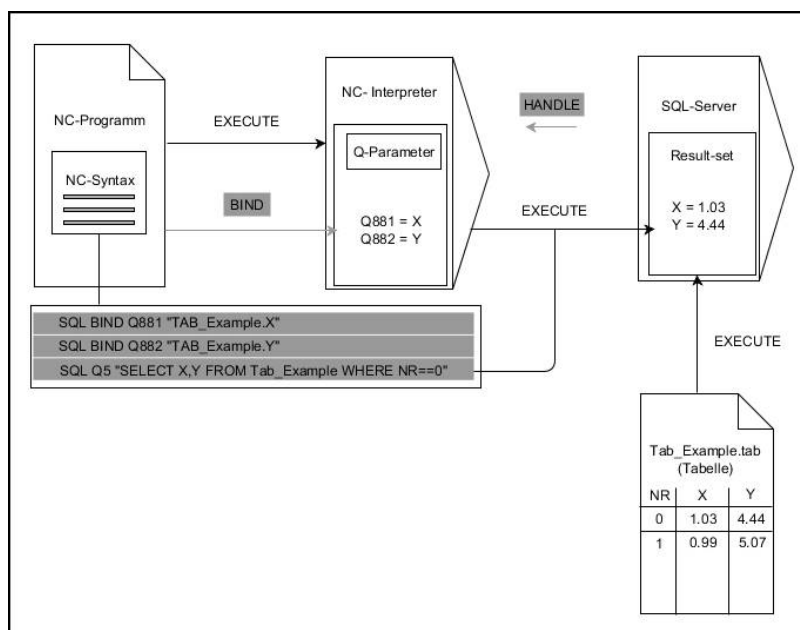 NC-Programm
NC-Syntax
EXECUTE
BIND
NC- Interpreter
Q-Parameter
Q881 = X
Q882 = Y
HANDLE
EXECUTE
SQL-Server
Result-set
X = 1.03
Y = 4.44
SQL BIND Q881 "TAB_Example.X"
SQL BIND Q882 "TAB_Example.Y"
SQL Q5 "SELECT X,Y FROM Tab_Example WHERE NR==0"
EXECUTE
Tab_Example.tab
(Tabelle)
NR X Y
0 1.03 4.44
1 0.99 5.07